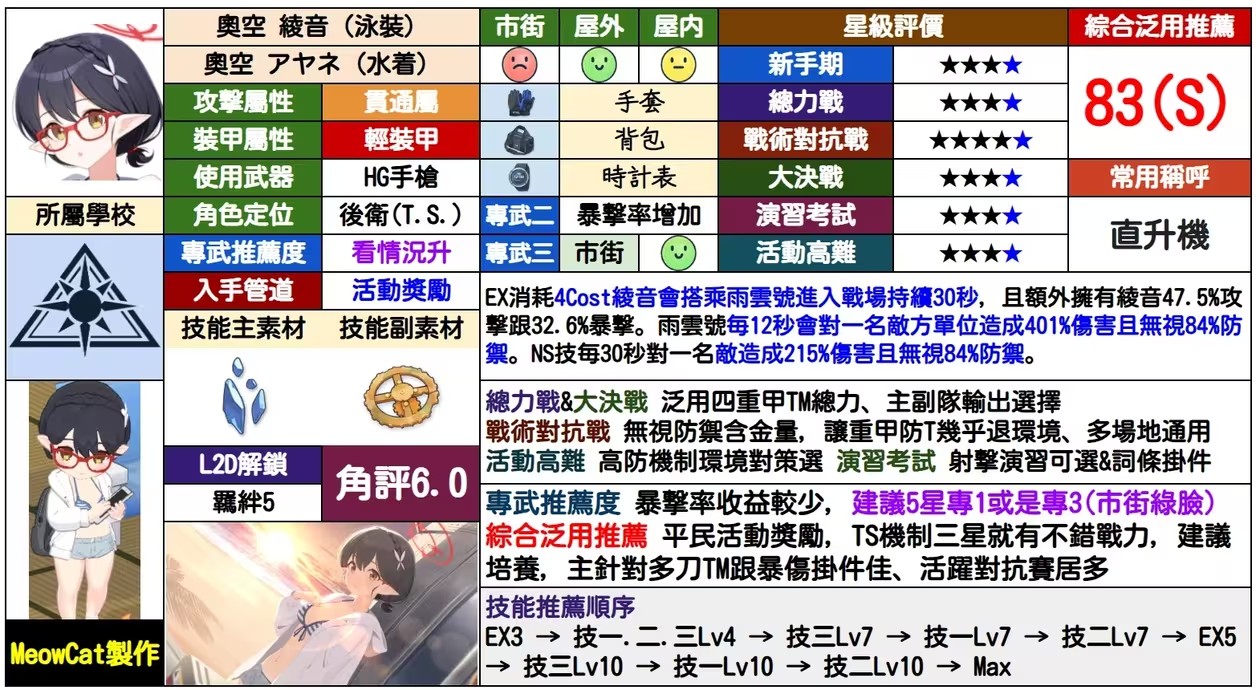 奧空 綾音（泳裝）
奧空 アヤネ（水着）
攻擊屬性
貫通屬
裝甲屬性
輕裝甲
使用武器
HG手槍
角色定位
後衛(T.S.)
專武推薦度
看情況升
入手管道
活動獎勵
技能主素材
技能副素材
L2D解鎖
羈絆5
角評6.0
所屬學校
MeowCat製作
市街
屋外
屋内
手套
背包
時計表
專武二
暴擊率增加
專武三
市街
星級評價
新手期
★★★★
總力戰
★★★★
戰術對抗戰
★★★★★
大決戰
★★★★
演習考試
★★★★
活動高難
★★★★
綜合泛用推薦
83(S)
常用稱呼
直升機
EX消耗4Cost綾音會搭乘雨雲號進入戰場持續30秒，且額外擁有綾音47.5%攻
擊跟32.6%暴擊。雨雲號每12秒會對一名敵方單位造成401%傷害且無視84%防
禦。NS技每30秒對一名敵造成215%傷害且無視84%防禦。
總力戰&大決戰 泛用四重甲TM總力、主副隊輸出選擇
戰術對抗戰 無視防禦含金量，讓重甲防T幾乎退環境、多場地通用
活動高難 高防機制環境對策選 演習考試 射擊演習可選&詞條掛件
專武推薦度 暴擊率收益較少，建議5星專1或是專3(市街綠臉)
綜合泛用推薦 平民活動獎勵，TS機制三星就有不錯戰力，建議
培養，主針對多刀TM跟暴傷掛件佳、活躍對抗賽居多
技能推薦順序
EX3 → 技一.二.三Lv4 → 技三Lv7 → 技一Lv7 → 技二Lv7 → EX5
→ 技三Lv10 → 技一Lv10 → 技二Lv10 → Max